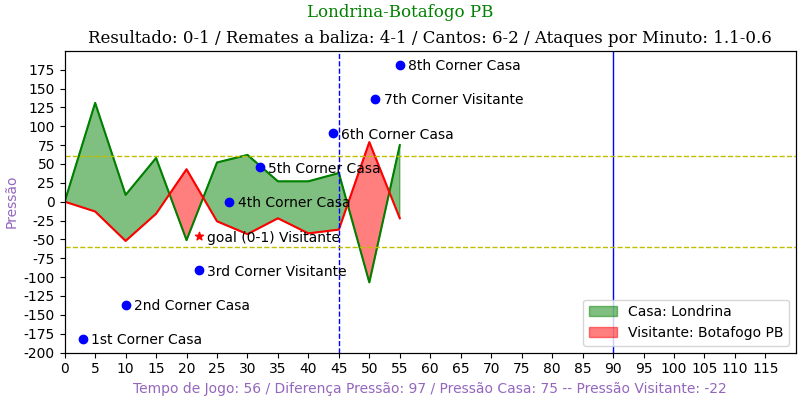 Londrina-Botafogo PB
Resultado: 0-1 / Remates a baliza: 4-1 / Cantos: 6-2 / Ataques por Minuto: 1.1-0.6
Pressão
175
150
125
100
75
50
25
0
-25
-50
-75
-100
-125
-150
-175
-200
8th Corner Casa
7th Corner Visitante
6th Corner Casa
5th Corner Casa
4th Corner Casa
goal (0-1) Visitante
3rd Corner Visitante
2nd Corner Casa
1st Corner Casa
Casa: Londrina
Visitante: Botafogo PB
0 5 10 15 20 25 30 35 40 45 50 55 60 65 70 75 80 85 90 95 100 105 110 115
Tempo de Jogo: 56 / Diferença Pressão: 97 / Pressão Casa: 75 -- Pressão Visitante: -22